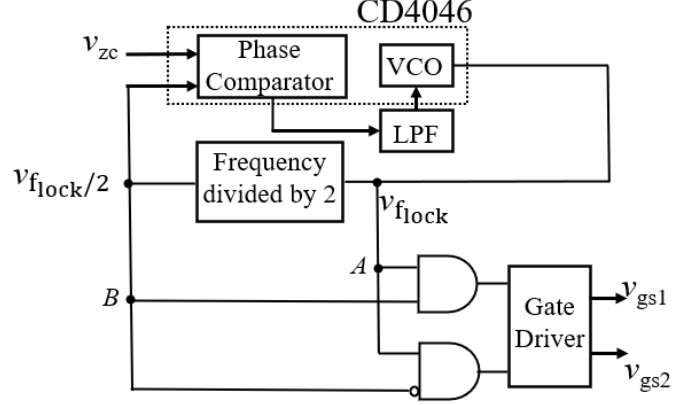 CD4046
v_zc
Phase
Comparator
VCO
LPF
v_f_lock/2
Frequency
divided by 2
v_f_lock
A
B
Gate
Driver
v_gs1
v_gs2